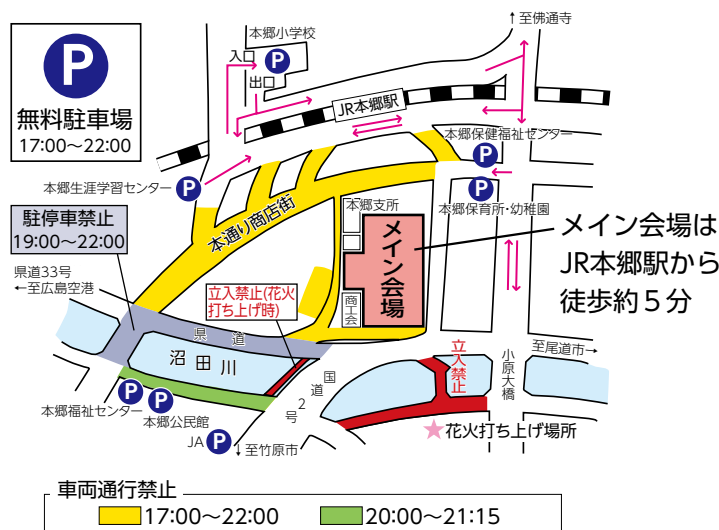 P
無料駐車場
17:00〜22:00
↑至佛通寺
本郷小学校
入口
P
出口
JR本郷駅
本郷保健福祉センター
P
本郷生涯学習センター P
P
本郷保育所・幼稚園
本通り商店街
本郷支所
メイン会場
商工会
メイン会場は
JR本郷駅から
徒歩約5分
駐停車禁止
19:00〜22:00
県道33号
←至広島空港
立入禁止(花火
打ち上げ時)
県道
沼田川
国道2号
立入禁止
小原大橋
至尾道市→
P
P
本郷福祉センター
本郷公民館
JA P
↓至竹原市
★花火打ち上げ場所
車両通行禁止
17:00〜22:00
20:00〜21:15